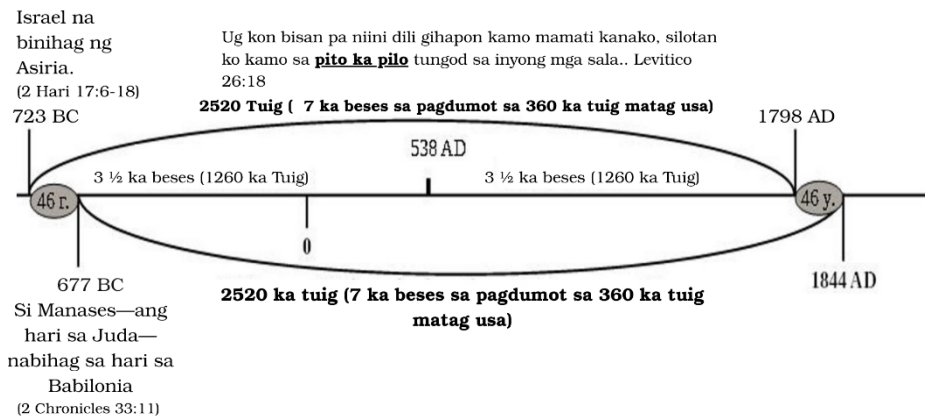 Israel na
binihag ng
Asiria.
(2 Hari 17:6-18)
723 BC
Ug kon bisan pa niini dili gihapon kamo mamati kanako, silotan
ko kamo sa pito ka pilo tungod sa inyong mga sala.. Levitico
26:18
2520 Tuig ( 7 ka beses sa pagdumot sa 360 ka tuig matag usa)
1798 AD
538 AD
3 ½ ka beses (1260 ka Tuig)
3 ½ ka beses (1260 ka Tuig)
46 r.
46 y.
0
677 BC
Si Manases—ang
hari sa Juda—
nabihag sa hari sa
Babilonia
(2 Chronicles 33:11)
1844 AD
2520 ka tuig (7 ka beses sa pagdumot sa 360 ka tuig
matag usa)